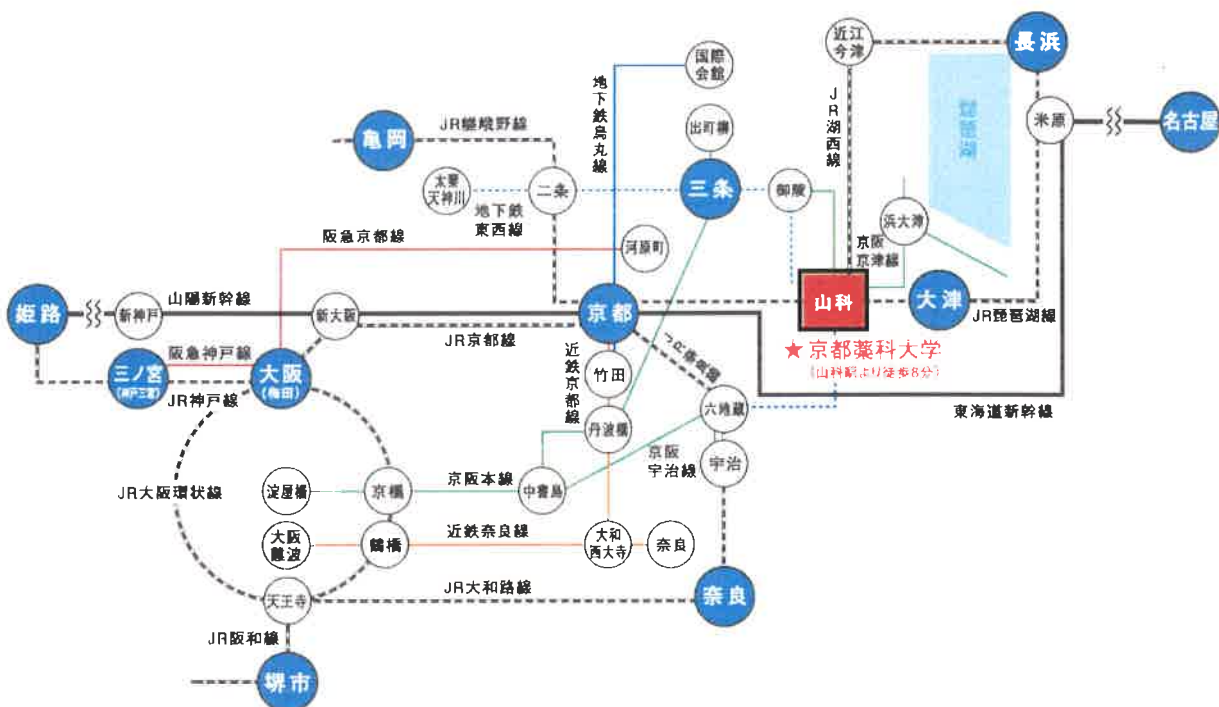 近江
今津
長浜
国際
会館
地下鉄烏丸線
JR湖西線
米原
名古屋
琵琶湖
JR嵯峨野線
亀岡
出町柳
太秦
天神川
二条
三条
御陵
地下鉄
東西線
浜大津
阪急京都線
河原町
京阪
京津線
姫路
山陽新幹線
新神戸
新大阪
京都
山科
大津
JR琵琶湖線
JR京都線
★京都薬科大学
(山科駅より徒歩8分)
阪急神戸線
三ノ宮
大阪
(梅田)
JR神戸線
近鉄京都線
竹田
JR奈良線
六地蔵
東海道新幹線
丹波橋
京阪
宇治線
宇治
JR大阪環状線
淀屋橋
京橋
京阪本線
中書島
大阪
難波
鶴橋
近鉄奈良線
大和
西大寺
奈良
天王寺
JR大和路線
奈良
JR阪和線
堺市